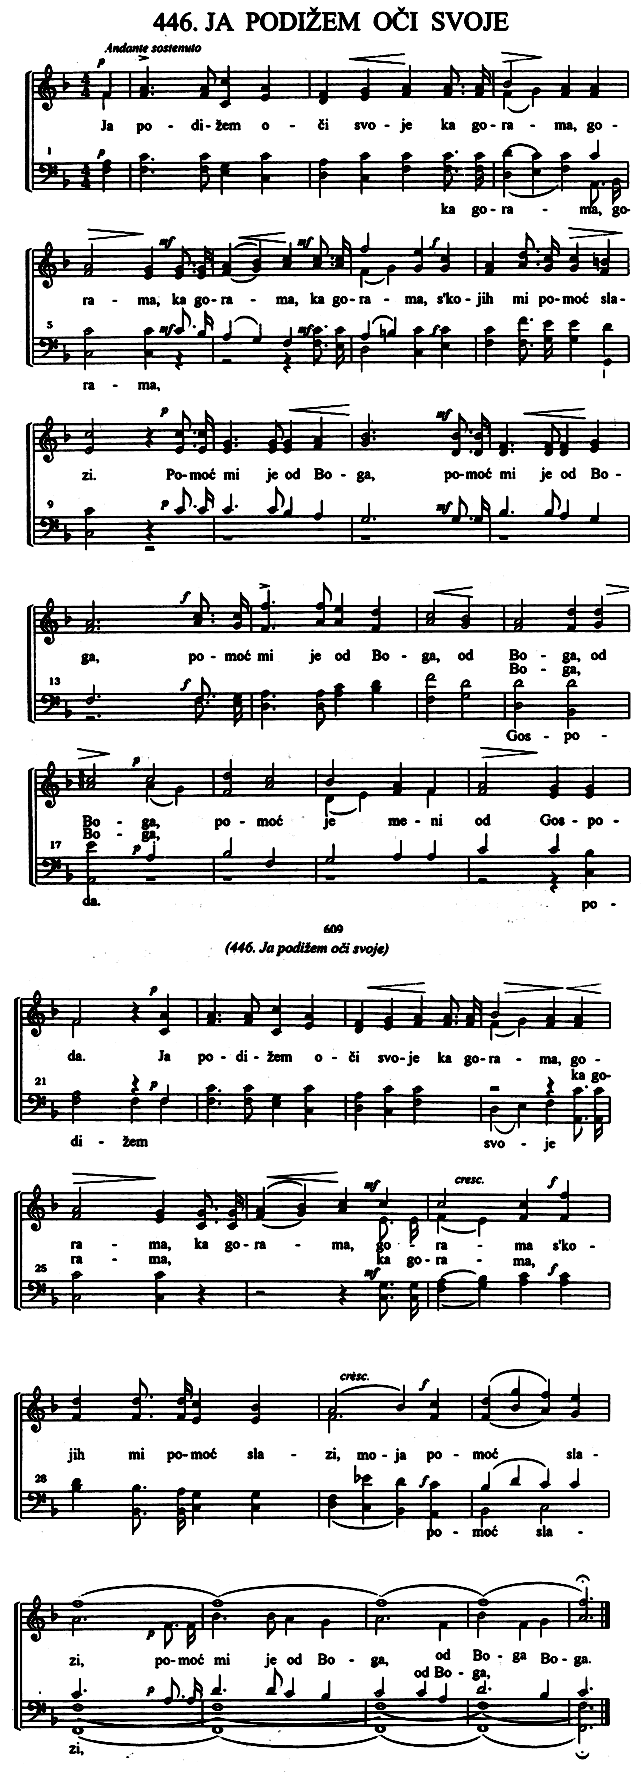 446. JA PODIŽEM OČI SVOJE
Andante sostenuto
p
Ja po - di - žem o - či svo - je ka go - ra - ma, go -
1
p
ka go - ra - ma, go-
mf mf f
ra - ma, ka go - ra - ma, ka go - ra - ma, s'ko - jih mi po - moć sla-
5
mf mf f
ra - ma,
p mf
zi. Po - moć mi je od Bo - ga, po - moć mi je od Bo -
9
p mf
f
ga, po - moć mi je od Bo - ga, od Bo - ga, od
Bo - ga,
13
f
Gos - po -
p
Bo - ga, po - moć je me - ni od Gos - po -
Bo - ga,
17
p
da. po -
609
(446. Ja podižem oči svoje)
p
da. Ja po - di - žem o - či svo - je ka go - ra - ma, go -
ka go-
21
p
di - žem svo - je
mf cresc. f
ra - ma, ka go - ra - ma, go - ra - ma s'ko -
ra - ma, ka go - ra - ma,
25
mf f
cresc. f
jih mi po - moć sla - zi, mo - ja po - moć sla -
28
f
po - moć sla -
p
zi, po - moć mi je od Bo - ga, od Bo - ga Bo - ga.
od Bo - ga,
p
zi,